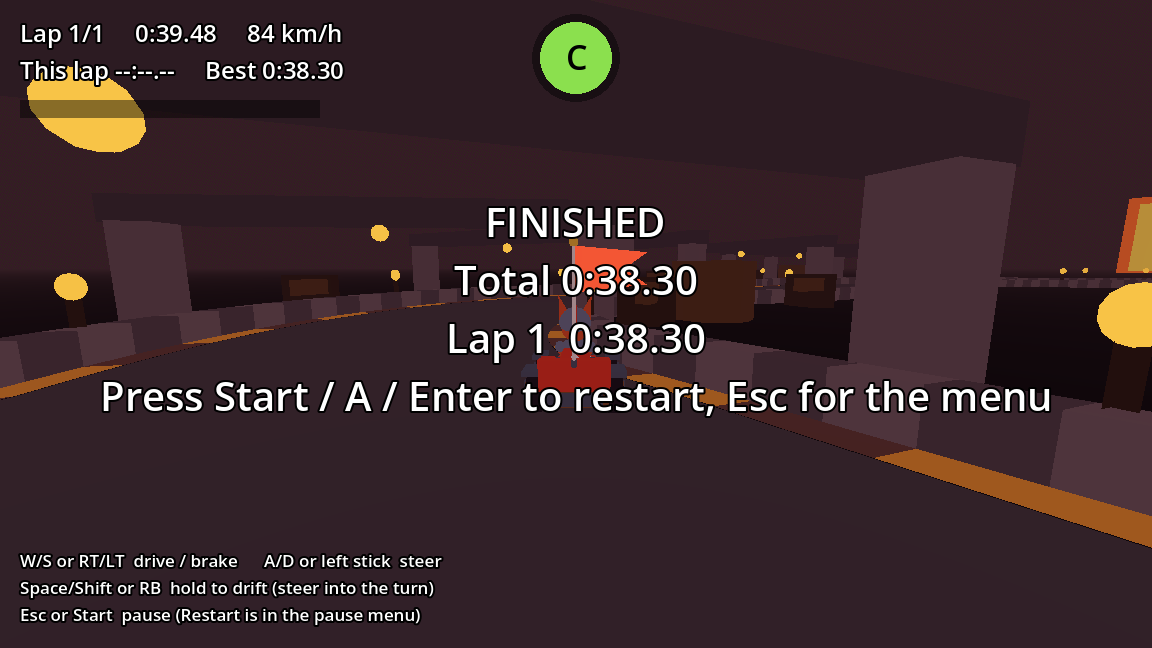 Lap 1/1 0:39.48 84 km/h
This lap --:--.-- Best 0:38.30
C
FINISHED
Total 0:38.30
Lap 1 0:38.30
Press Start / A / Enter to restart, Esc for the menu
W/S or RT/LT drive / brake A/D or left stick steer
Space/Shift or RB hold to drift (steer into the turn)
Esc or Start pause (Restart is in the pause menu)